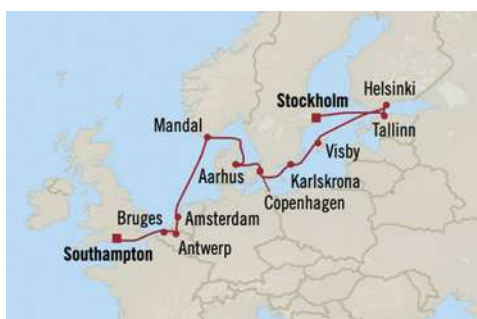 Helsinki
Stockholm
Tallinn
Mandal
Visby
Aarhus
Karlskrona
Copenhagen
Bruges
Amsterdam
Southampton
Antwerp